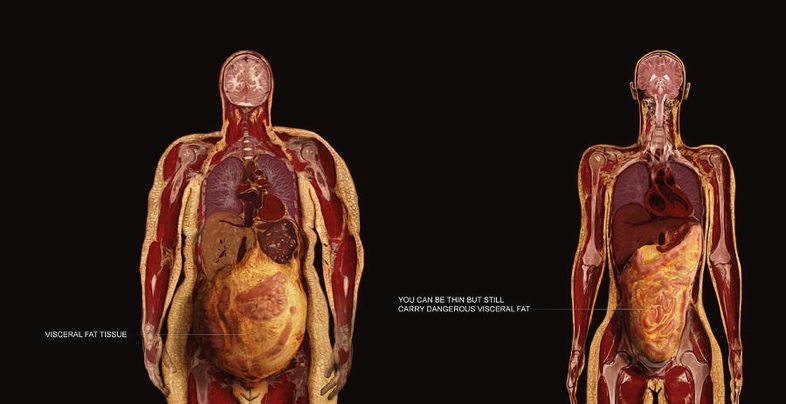 VISCERAL FAT TISSUE
YOU CAN BE THIN BUT STILL
CARRY DANGEROUS VISCERAL FAT